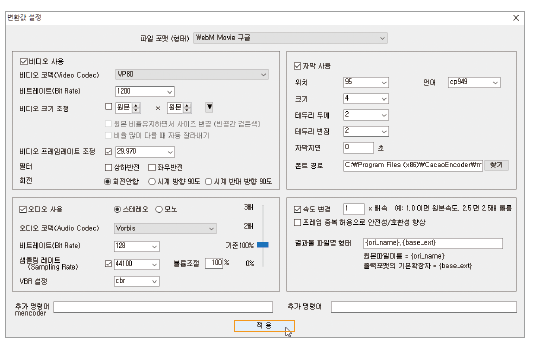 변환값 설정
파일 포맷 (형태) WebM Movie 구글
☑비디오 사용
비디오 코덱(Video Codec) VP80
비트레이트(Bit Rate) 1200
비디오 크기 조정 원본 × 원본 ▼
원본 비율유지하면서 사이즈 변경 (빈공간 검은색)
비율 많이 다를 때 자동 잘라내기
비디오 프레임레이트 조정 ☑ 29.970
필터 상하반전 좌우반전
회전 회전안함 시계 방향 90도 시계 반대 방향 90도
☑자막 사용
위치 95 언어 cp949
크기 4
테두리 두께 2
테두리 번짐 2
자막지연 0 초
폰트 경로 C:₩Program Files (x86)₩CacaoEncoder₩m 찾기
☑오디오 사용 스테레오 모노
오디오 코덱(Audio Codec) Vorbis
비트레이트(Bit Rate) 128
샘플링 레이트
(Sampling Rate) ☑ 44100 볼륨조절 100 %
VBR 설정 cbr
3배
2배
기준100%
0%
☑속도 변경 1 × 배속 예: 1.0 이면 원본속도, 2.5 면 2.5배 빠름
프레임 중복 허용으로 안전성/호환성 향상
결과물 파일명 형태 {ori_name}.{base_ext}
원본파일이름 = {ori_name}
출력포맷의 기본확장자 = {base_ext}
추가 명령어
mencoder
추가 명령어
적 용